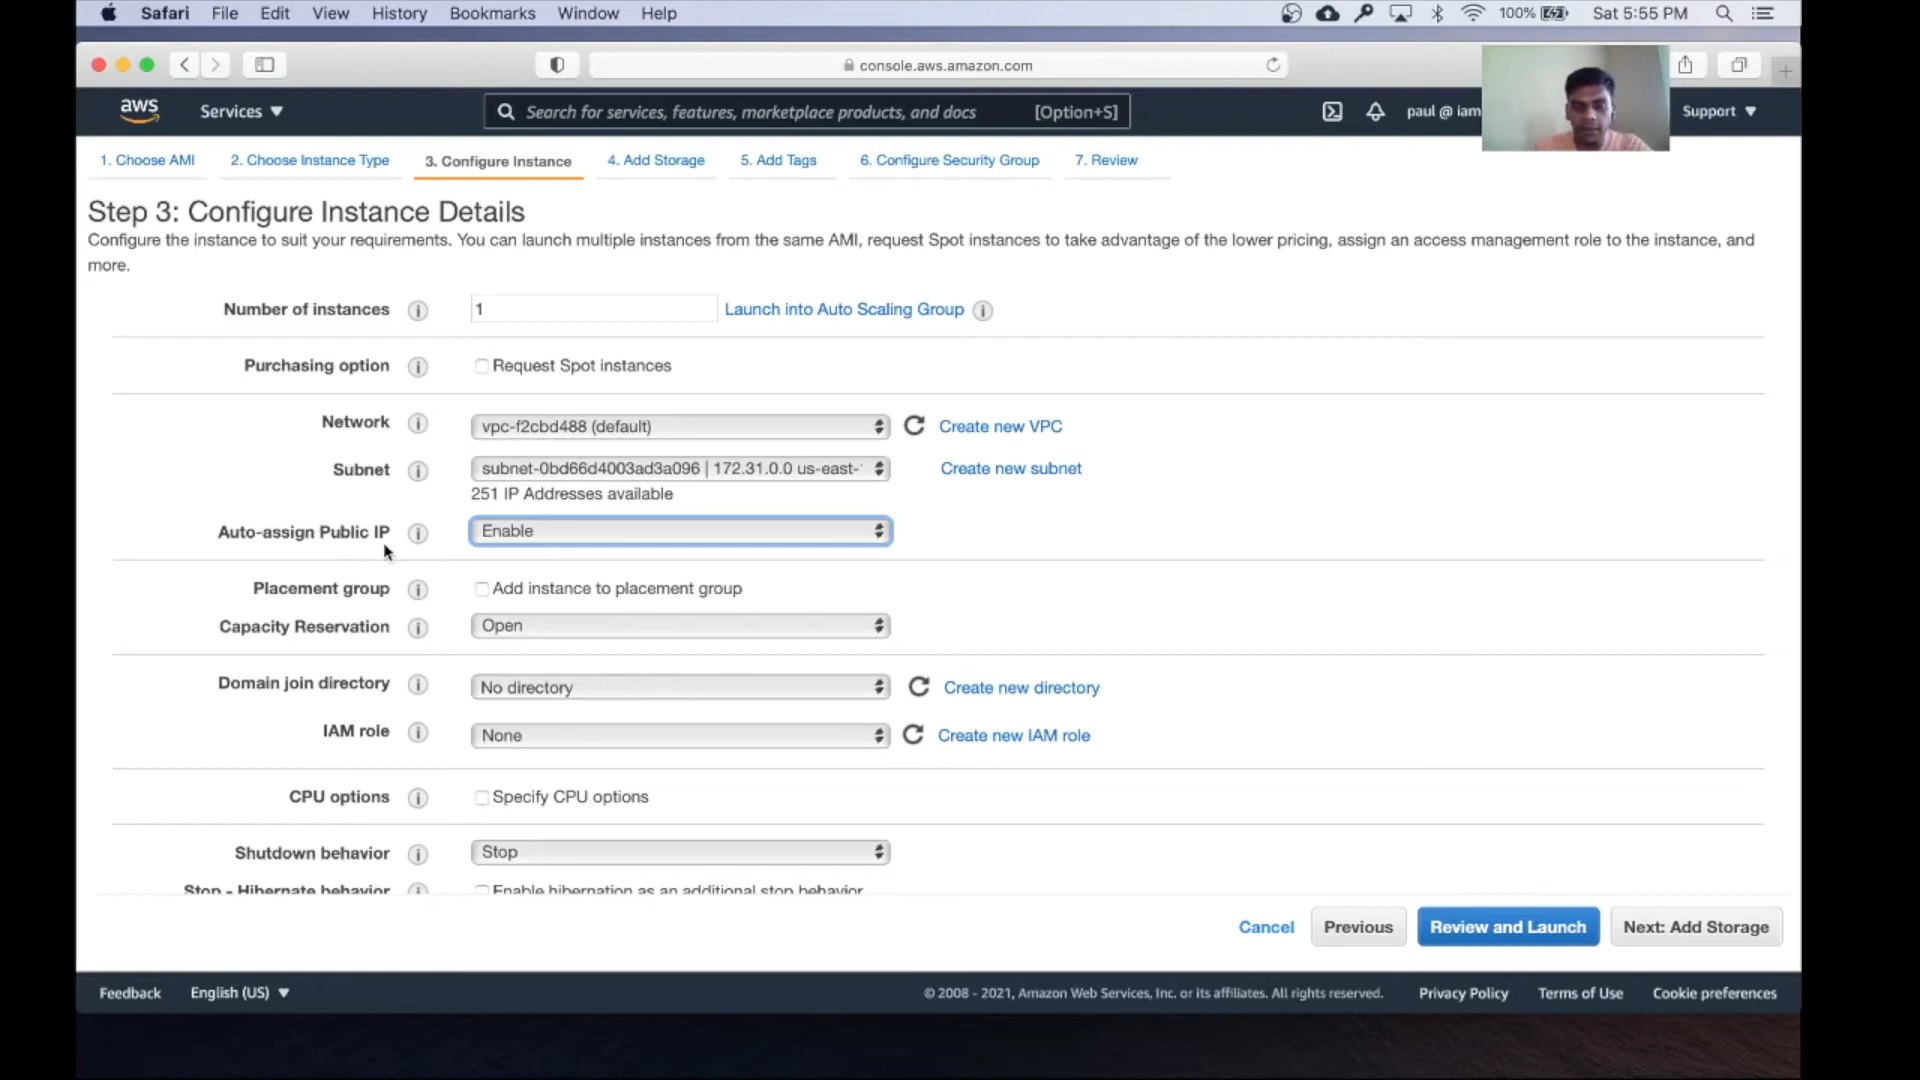 Safari File Edit View History Bookmarks Window Help 100% Sat 5:55 PM
console.aws.amazon.com
aws Services Search for services, features, marketplace products, and docs [Option+S] paul @ iam Support
1. Choose AMI 2. Choose Instance Type 3. Configure Instance 4. Add Storage 5. Add Tags 6. Configure Security Group 7. Review
Step 3: Configure Instance Details
Configure the instance to suit your requirements. You can launch multiple instances from the same AMI, request Spot instances to take advantage of the lower pricing, assign an access management role to the instance, and
more.
Number of instances i 1 Launch into Auto Scaling Group i
Purchasing option i Request Spot instances
Network i vpc-f2cbd488 (default) Create new VPC
Subnet i subnet-0bd66d4003ad3a096 | 172.31.0.0 us-east- Create new subnet
251 IP Addresses available
Auto-assign Public IP i Enable
Placement group i Add instance to placement group
Capacity Reservation i Open
Domain join directory i No directory Create new directory
IAM role i None Create new IAM role
CPU options i Specify CPU options
Shutdown behavior i Stop
Stop - Hibernate behavior i Enable hibernation as an additional stop behavior
Cancel Previous Review and Launch Next: Add Storage
Feedback English (US) © 2008 - 2021, Amazon Web Services, Inc. or its affiliates. All rights reserved. Privacy Policy Terms of Use Cookie preferences